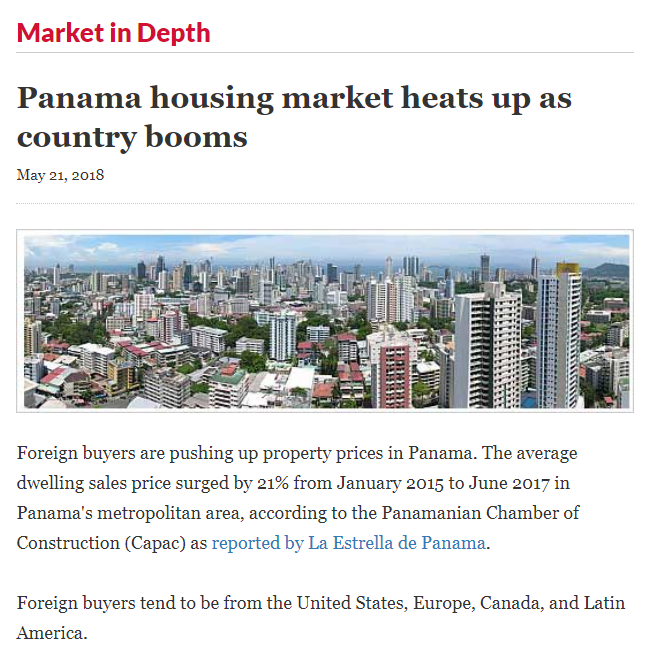 Market in Depth
Panama housing market heats up as
country booms
May 21, 2018
Foreign buyers are pushing up property prices in Panama. The average
dwelling sales price surged by 21% from January 2015 to June 2017 in
Panama's metropolitan area, according to the Panamanian Chamber of
Construction (Capac) as reported by La Estrella de Panama.
Foreign buyers tend to be from the United States, Europe, Canada, and Latin
America.